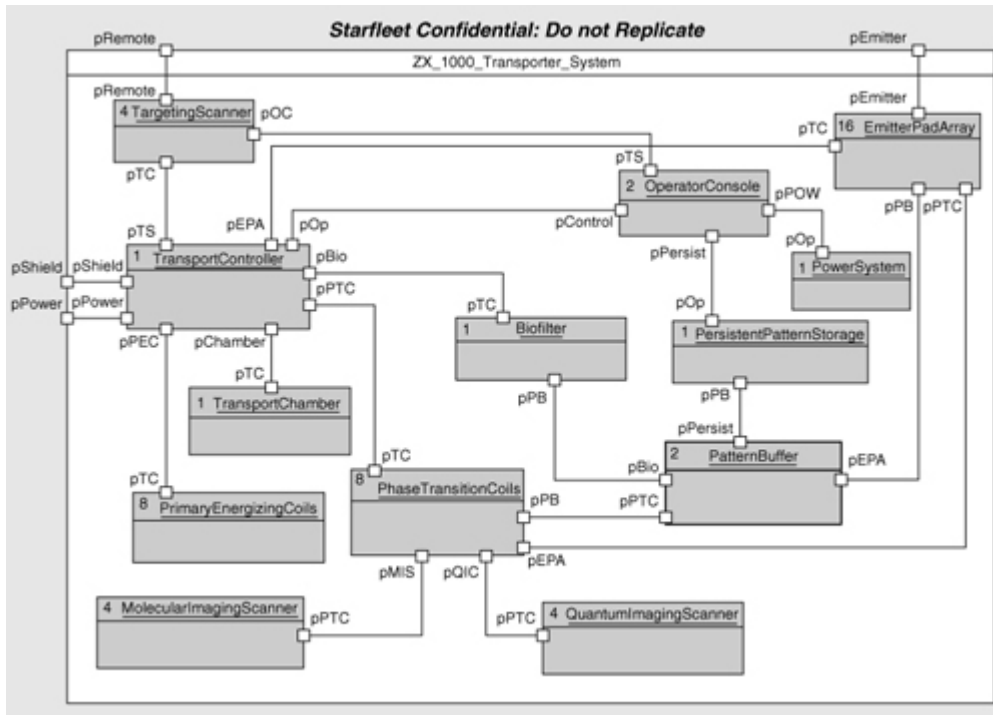 Starfleet Confidential: Do not Replicate
pRemote
pEmitter
ZX_1000_Transporter_System
pRemote
pEmitter
4 TargetingScanner
pOC
pTC
16 EmitterPadArray
pTC
pTS
2 OperatorConsole
pPOW
pPB
pPTC
pEPA
pOp
pControl
pTS
1 TransportController
pBio
pPersist
pOp
1 PowerSystem
pShield
pShield
pPTC
pPower
pPower
pTC
pOp
1 Biofilter
1 PersistentPatternStorage
pPEC
pChamber
pTC
pPB
pPB
1 TransportChamber
pPersist
2 PatternBuffer
pTC
pBio
pEPA
pTC
8 PhaseTransitionCoils
pPB
pPTC
8 PrimaryEnergizingCoils
pEPA
pMIS
pQIC
4 MolecularImagingScanner
pPTC
pPTC
4 QuantumImagingScanner